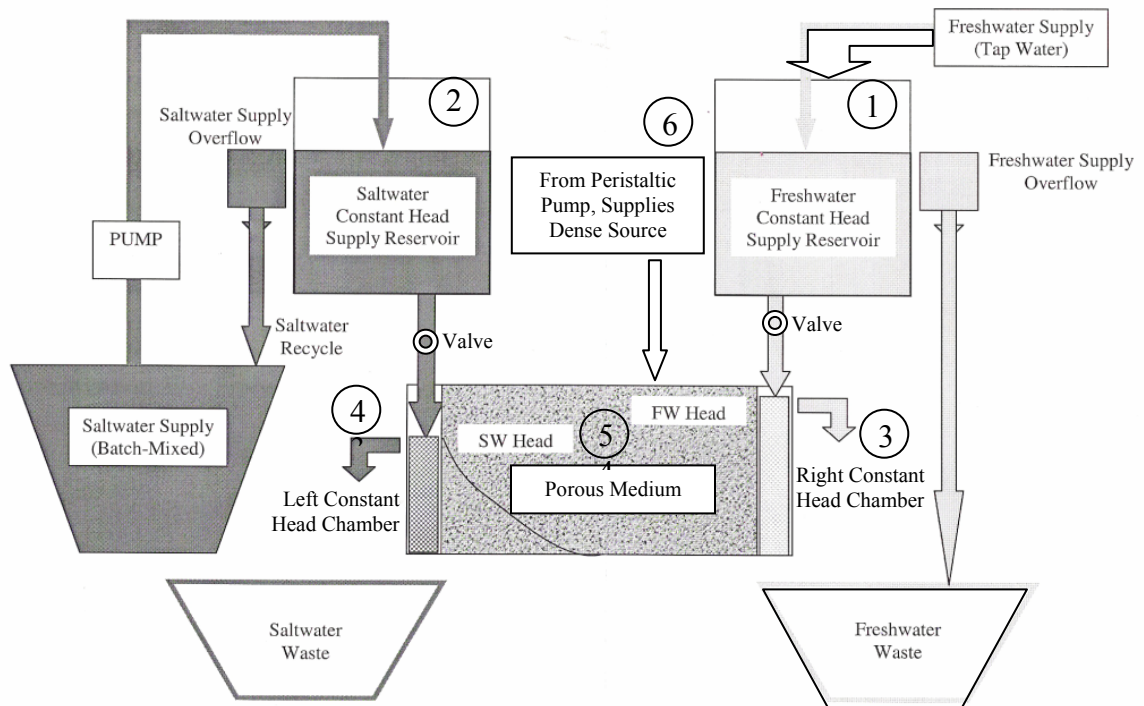 Freshwater Supply
(Tap Water)
2
1
Saltwater Supply
Overflow
6
Freshwater Supply
Overflow
From Peristaltic
Pump, Supplies
Dense Source
Saltwater
Constant Head
Supply Reservoir
Freshwater
Constant Head
Supply Reservoir
PUMP
Saltwater
Recycle
Valve
Valve
4
FW Head
SW Head
5
3
Saltwater Supply
(Batch-Mixed)
Porous Medium
Left Constant
Head Chamber
Right Constant
Head Chamber
Saltwater
Waste
Freshwater
Waste